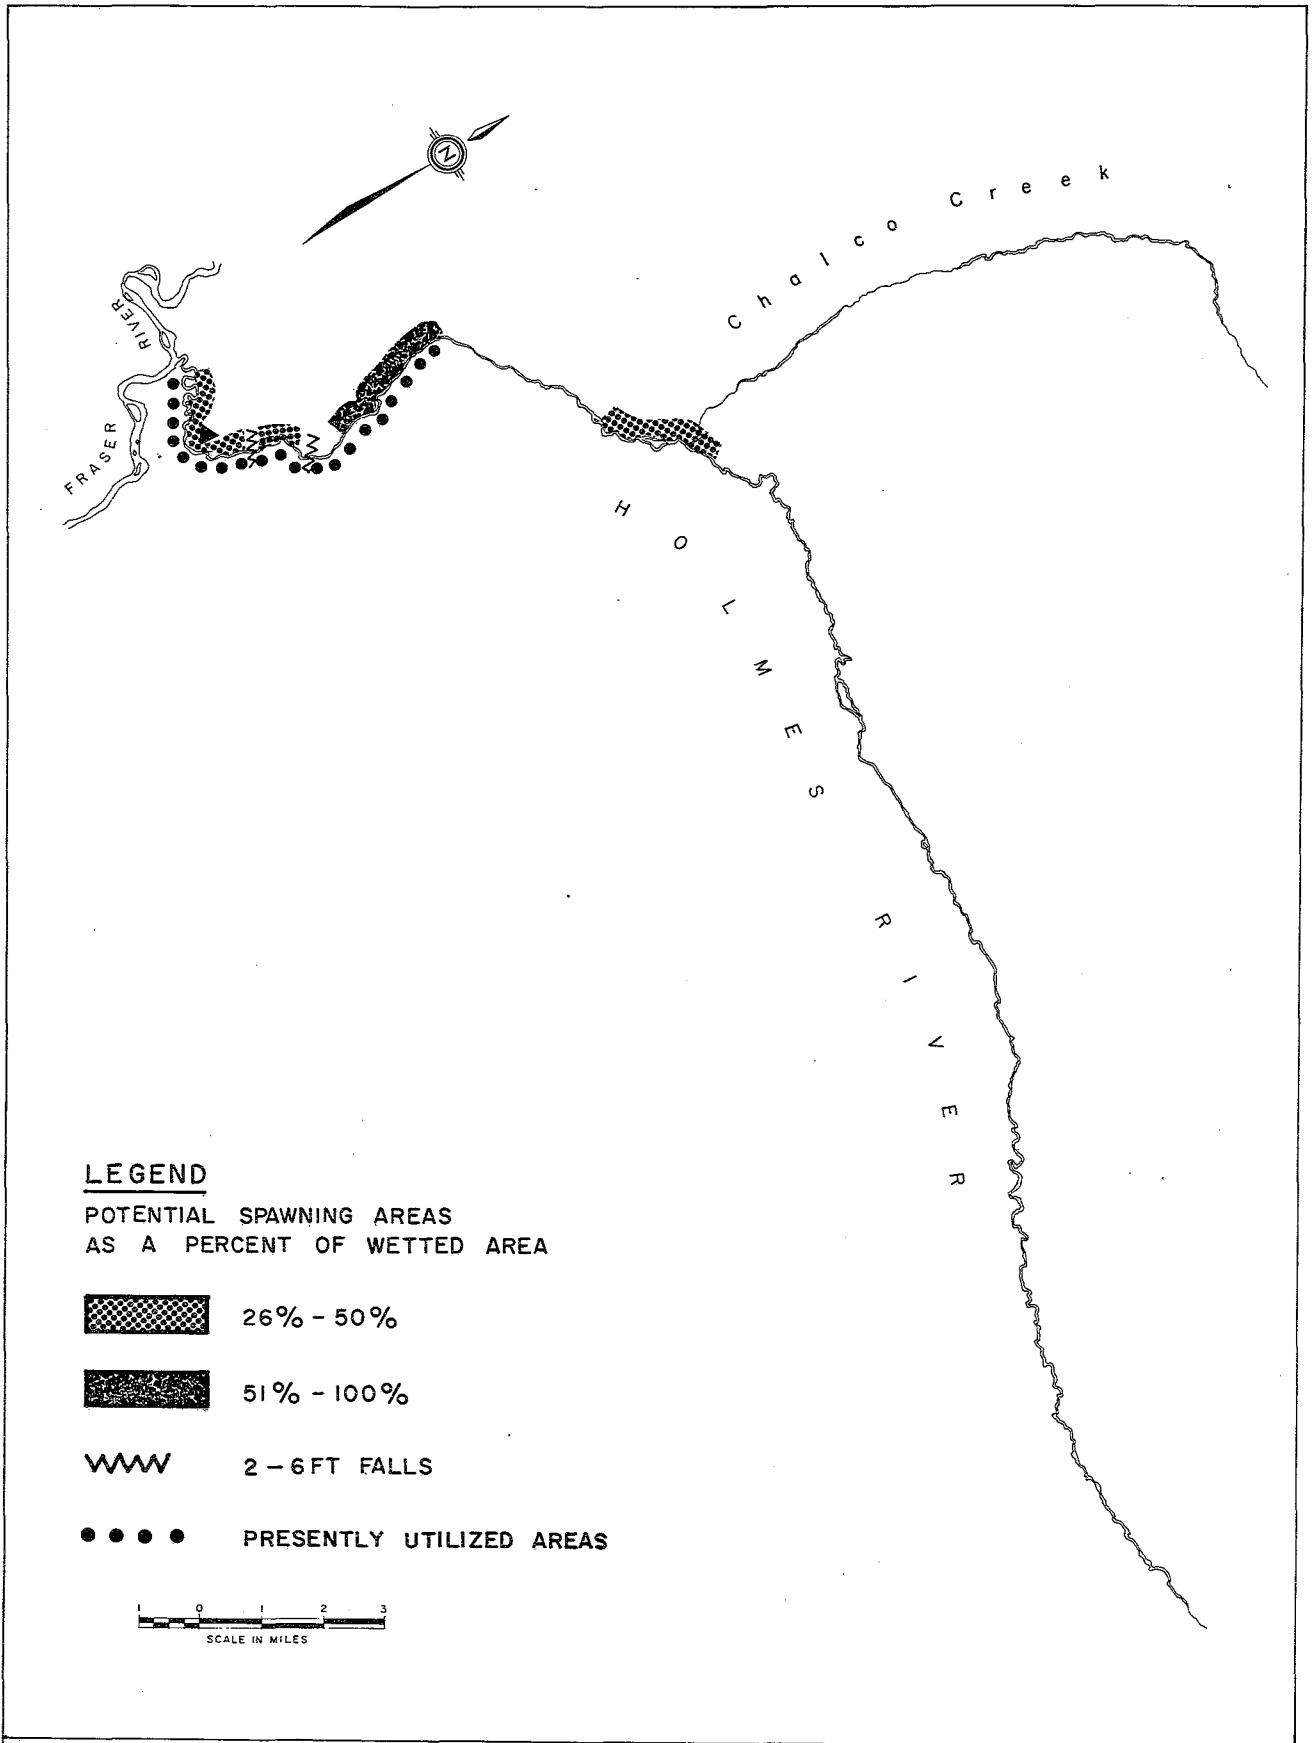 N
Chalco Creek
FRASER RIVER
HOLMES RIVER
LEGEND
POTENTIAL SPAWNING AREAS
AS A PERCENT OF WETTED AREA
26% - 50%
51% - 100%
2 - 6 FT FALLS
PRESENTLY UTILIZED AREAS
1 0 1 2 3
SCALE IN MILES